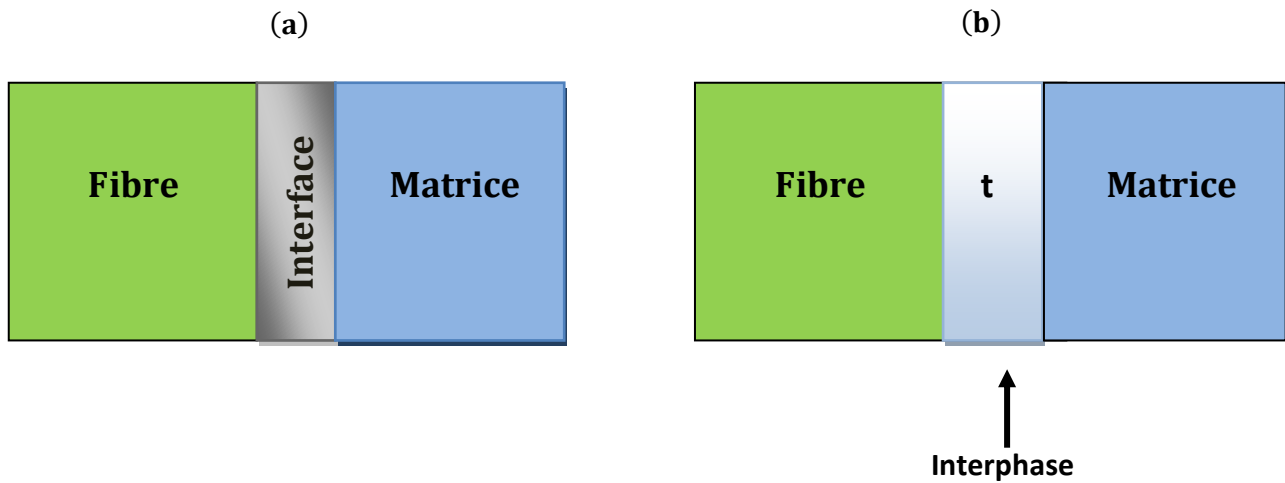 (a)
Fibre
Interface
Matrice
(b)
Fibre
t
Matrice
Interphase